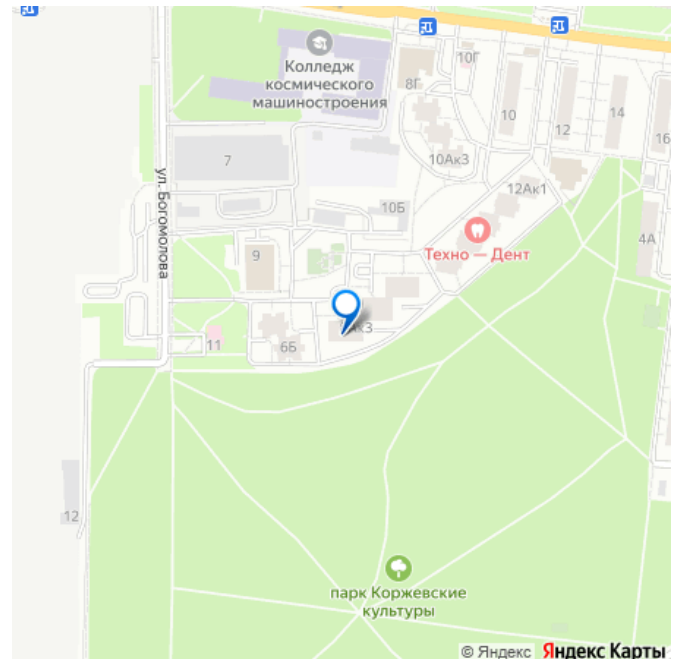 Колледж
космического
машиностроения
8Г
10Г
10
14
12
16
7
10Ак3
10Б
12Ак1
ул. Богомолова
4А
Техно — Дент
9
Ак3
11
6Б
12
парк Коржевские
культуры
© Яндекс Яндекс Карты